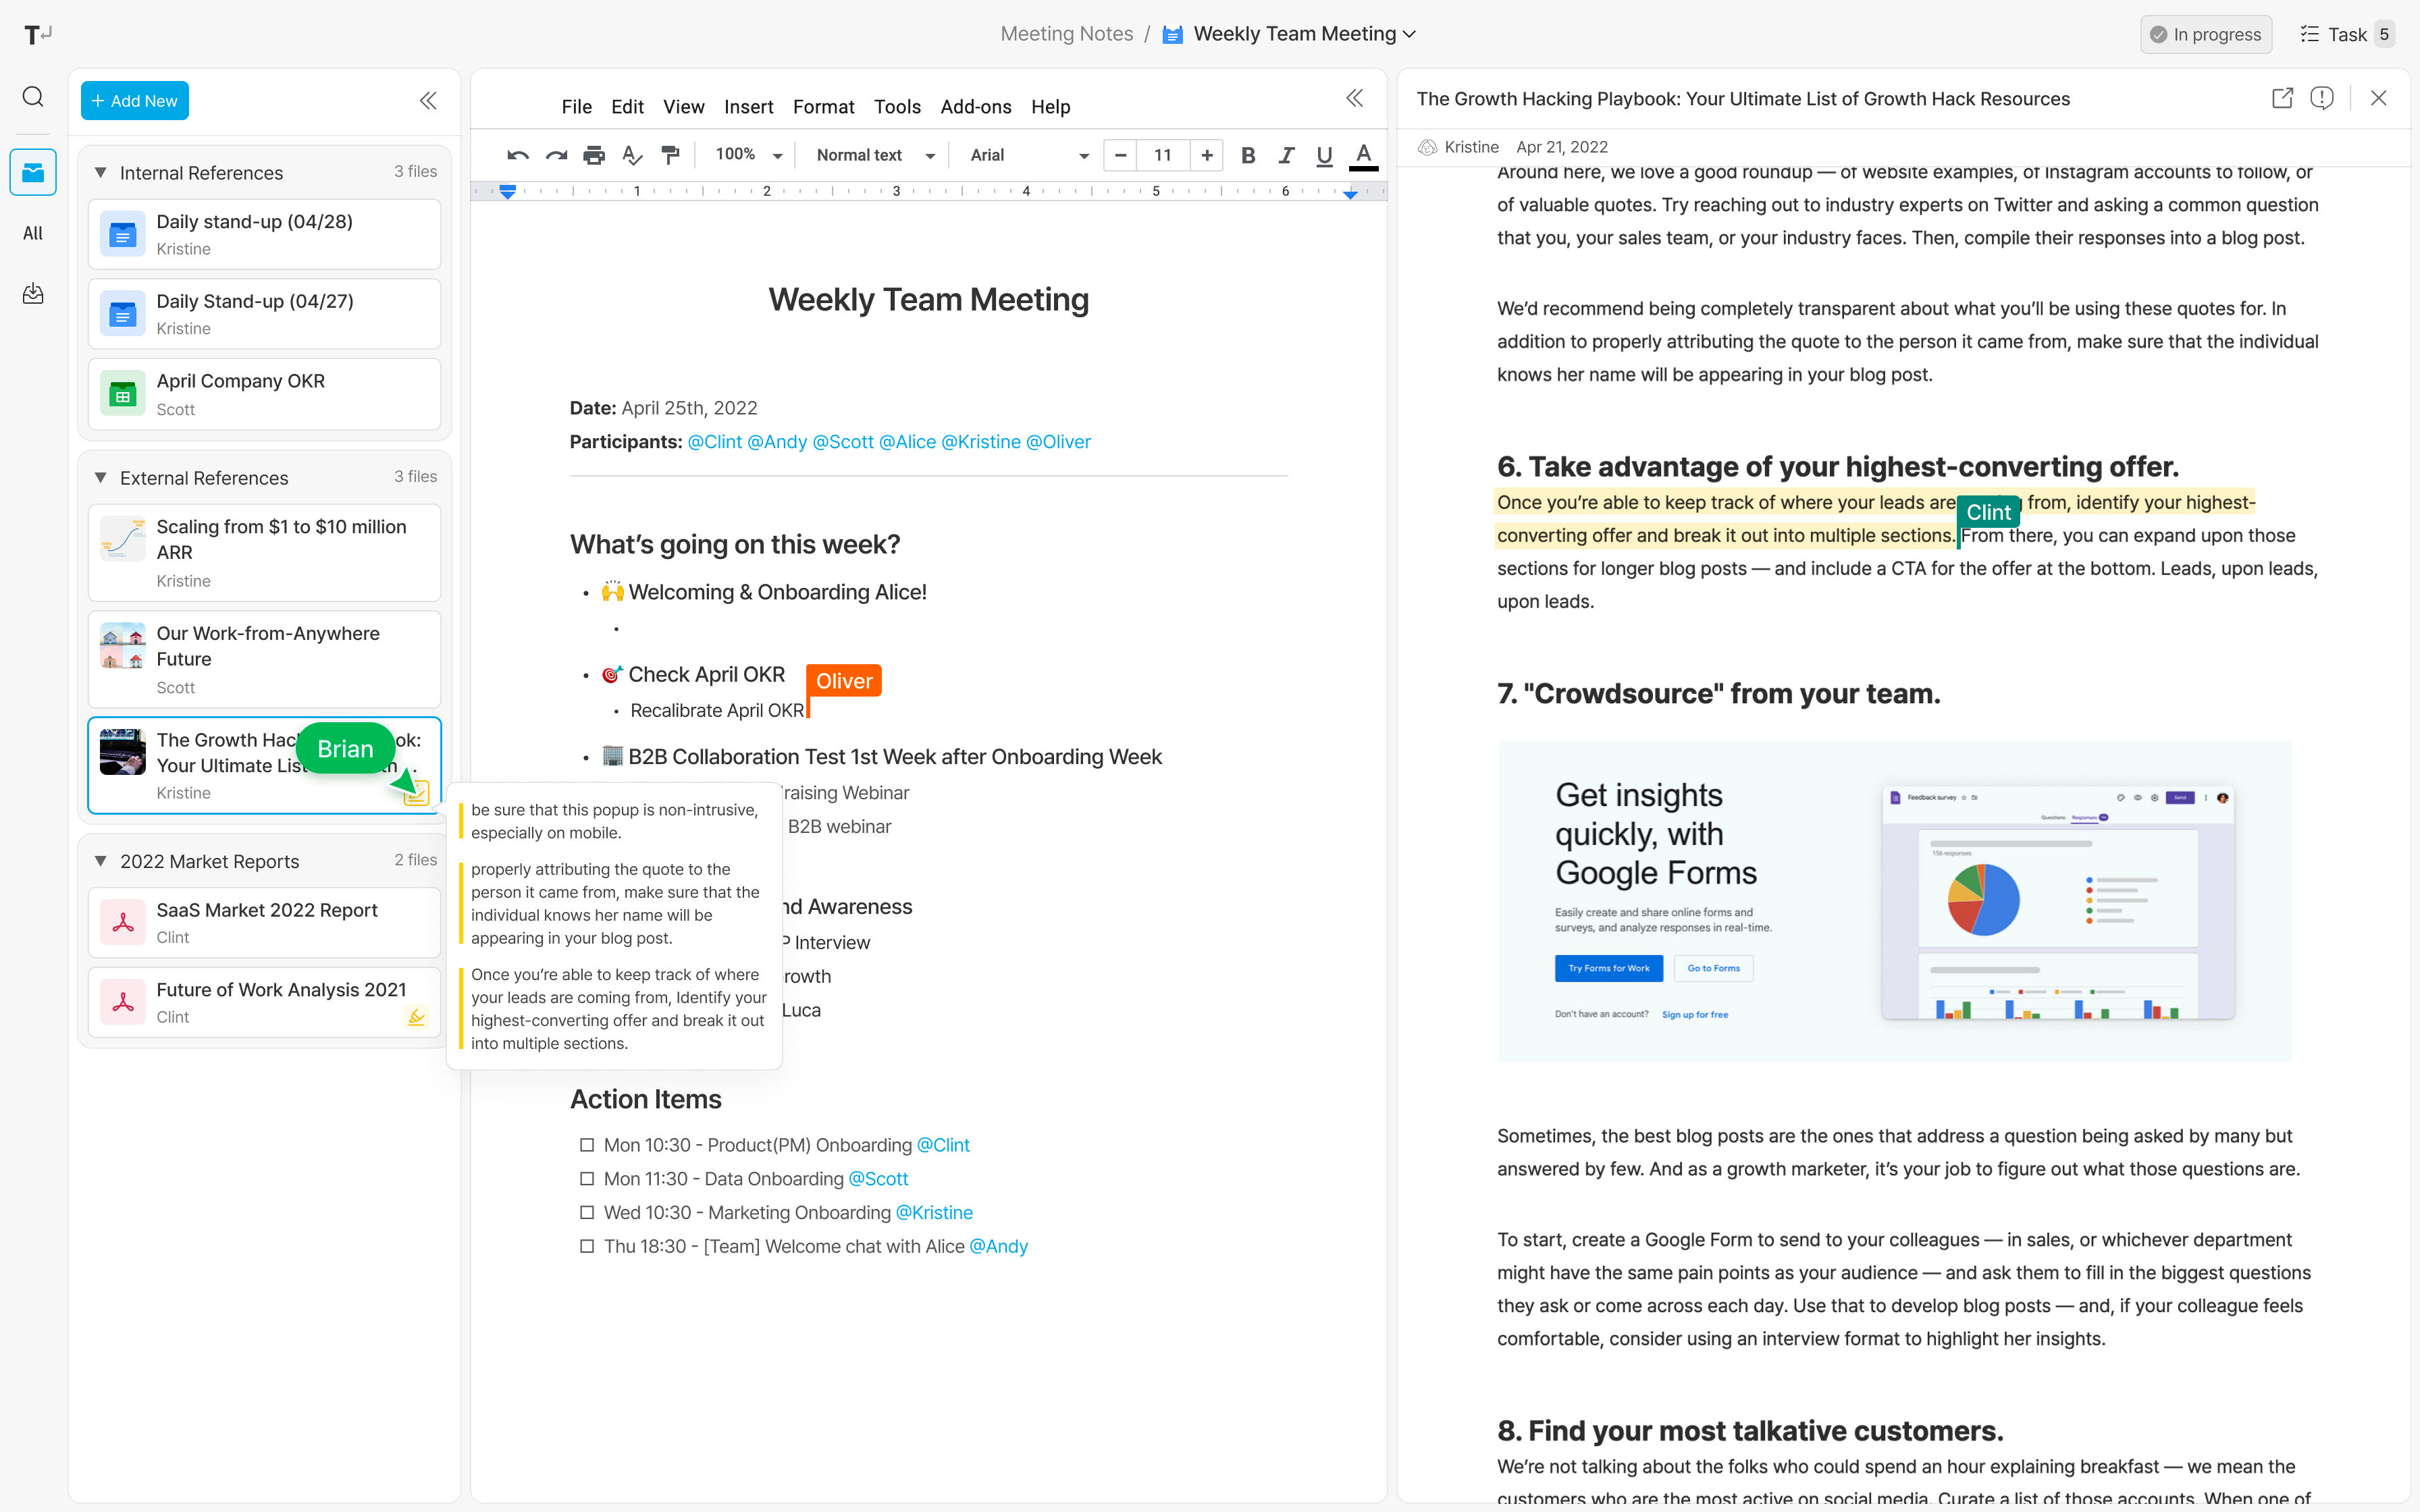 T
Meeting Notes / Weekly Team Meeting
In progress
Task 5
All
+ Add New
Internal References 3 files
Daily stand-up (04/28)
Kristine
Daily Stand-up (04/27)
Kristine
April Company OKR
Scott
External References 3 files
Scaling from $1 to $10 million
ARR
Kristine
Our Work-from-Anywhere
Future
Scott
The Growth Hac ok:
Your Ultimate Lis
Kristine
Brian
2022 Market Reports 2 files
SaaS Market 2022 Report
Clint
Future of Work Analysis 2021
Clint
be sure that this popup is non-intrusive,
especially on mobile.
properly attributing the quote to the
person it came from, make sure that the
individual knows her name will be
appearing in your blog post.
Once you’re able to keep track of where
your leads are coming from, Identify your
highest-converting offer and break it out
into multiple sections.
File Edit View Insert Format Tools Add-ons Help
100% Normal text Arial − 11 + B I U A
1 2 3 4 5 6
Weekly Team Meeting
Date: April 25th, 2022
Participants: @Clint @Andy @Scott @Alice @Kristine @Oliver
What’s going on this week?
• 🙌 Welcoming & Onboarding Alice!
•
• 🎯 Check April OKR
Oliver
• Recalibrate April OKR
• 🏢 B2B Collaboration Test 1st Week after Onboarding Week
raising Webinar
B2B webinar
nd Awareness
P Interview
rowth
Luca
Action Items
☐ Mon 10:30 - Product(PM) Onboarding @Clint
☐ Mon 11:30 - Data Onboarding @Scott
☐ Wed 10:30 - Marketing Onboarding @Kristine
☐ Thu 18:30 - [Team] Welcome chat with Alice @Andy
The Growth Hacking Playbook: Your Ultimate List of Growth Hack Resources
Kristine Apr 21, 2022
Around here, we love a good roundup — of website examples, of Instagram accounts to follow, or
of valuable quotes. Try reaching out to industry experts on Twitter and asking a common question
that you, your sales team, or your industry faces. Then, compile their responses into a blog post.
We’d recommend being completely transparent about what you’ll be using these quotes for. In
addition to properly attributing the quote to the person it came from, make sure that the individual
knows her name will be appearing in your blog post.
6. Take advantage of your highest-converting offer.
Once you’re able to keep track of where your leads are from, identify your highest-
Clint
converting offer and break it out into multiple sections. From there, you can expand upon those
sections for longer blog posts — and include a CTA for the offer at the bottom. Leads, upon leads,
upon leads.
7. "Crowdsource" from your team.
Get insights
quickly, with
Google Forms
Easily create and share online forms and
surveys, and analyze responses in real-time.
Try Forms for Work Go to Forms
Don't have an account? Sign up for free
Feedback survey
Send
Questions Responses
156 responses
Sometimes, the best blog posts are the ones that address a question being asked by many but
answered by few. And as a growth marketer, it’s your job to figure out what those questions are.
To start, create a Google Form to send to your colleagues — in sales, or whichever department
might have the same pain points as your audience — and ask them to fill in the biggest questions
they ask or come across each day. Use that to develop blog posts — and, if your colleague feels
comfortable, consider using an interview format to highlight her insights.
8. Find your most talkative customers.
We’re not talking about the folks who could spend an hour explaining breakfast — we mean the
customers who are the most active on social media. Curate a list of those accounts. When one of